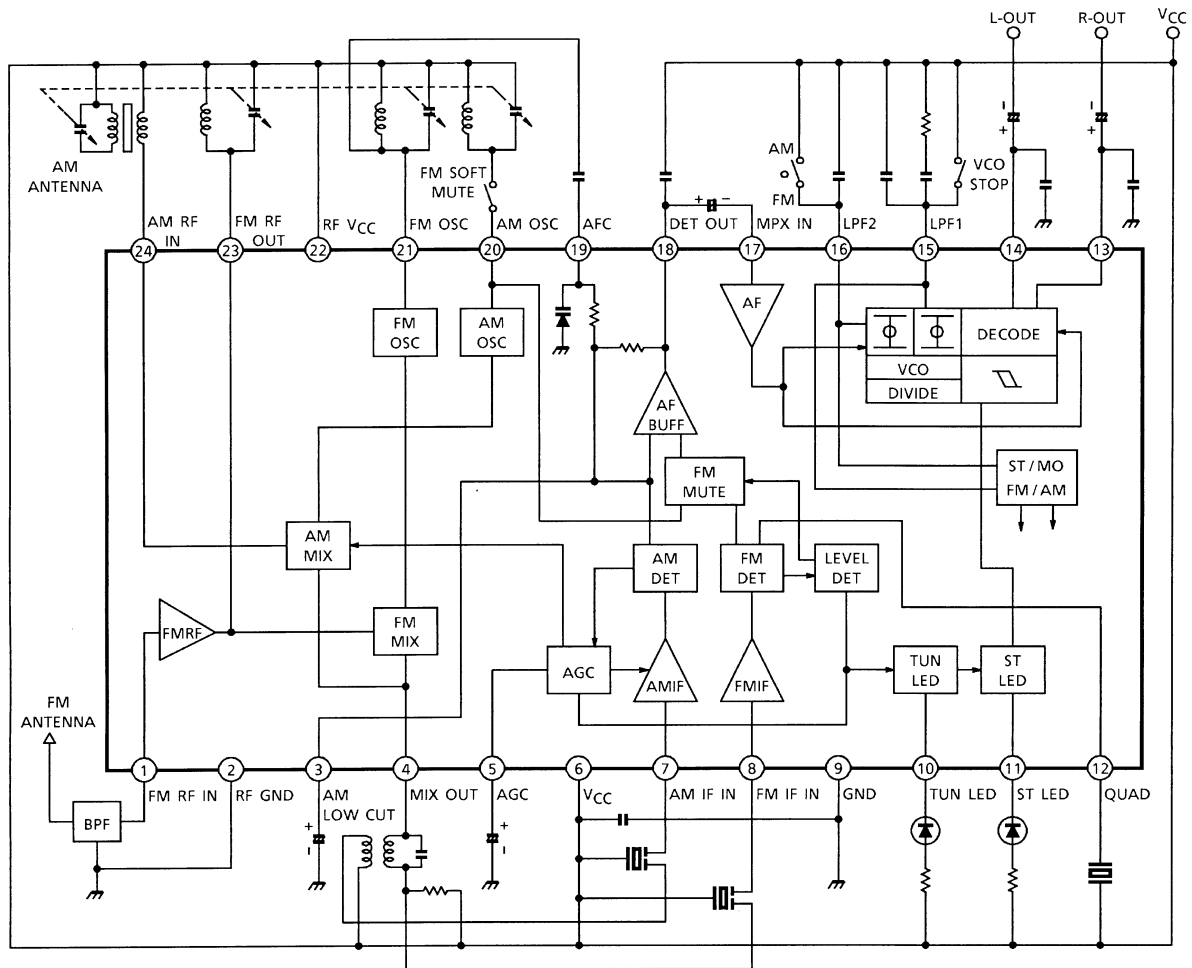 L-OUT R-OUT VCC
AM
ANTENNA
FM SOFT
MUTE
AM
FM
VCO
STOP
- + + - - +
AM RF
IN
FM RF
OUT
RF VCC
FM OSC
AM OSC
AFC
DET OUT
MPX IN
LPF2
LPF1
24 23 22 21 20 19 18 17 16 15 14 13
FM
OSC
AM
OSC
AF
DECODE
VCO
DIVIDE
AF
BUFF
FM
MUTE
ST / MO
FM / AM
AM
MIX
AM
DET
FM
DET
LEVEL
DET
FMRF
FM
MIX
AGC
AMIF
FMIF
TUN
LED
ST
LED
FM
ANTENNA
1 2 3 4 5 6 7 8 9 10 11 12
FM RF IN
RF GND
AM
LOW CUT
MIX OUT
AGC
VCC
AM IF IN
FM IF IN
GND
TUN LED
ST LED
QUAD
BPF
+ - + -